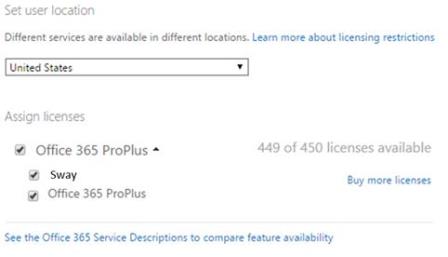 Set user location
Different services are available in different locations. Learn more about licensing restrictions
United States
Assign licenses
Office 365 ProPlus
449 of 450 licenses available
Sway
Buy more licenses
Office 365 ProPlus
See the Office 365 Service Descriptions to compare feature availability